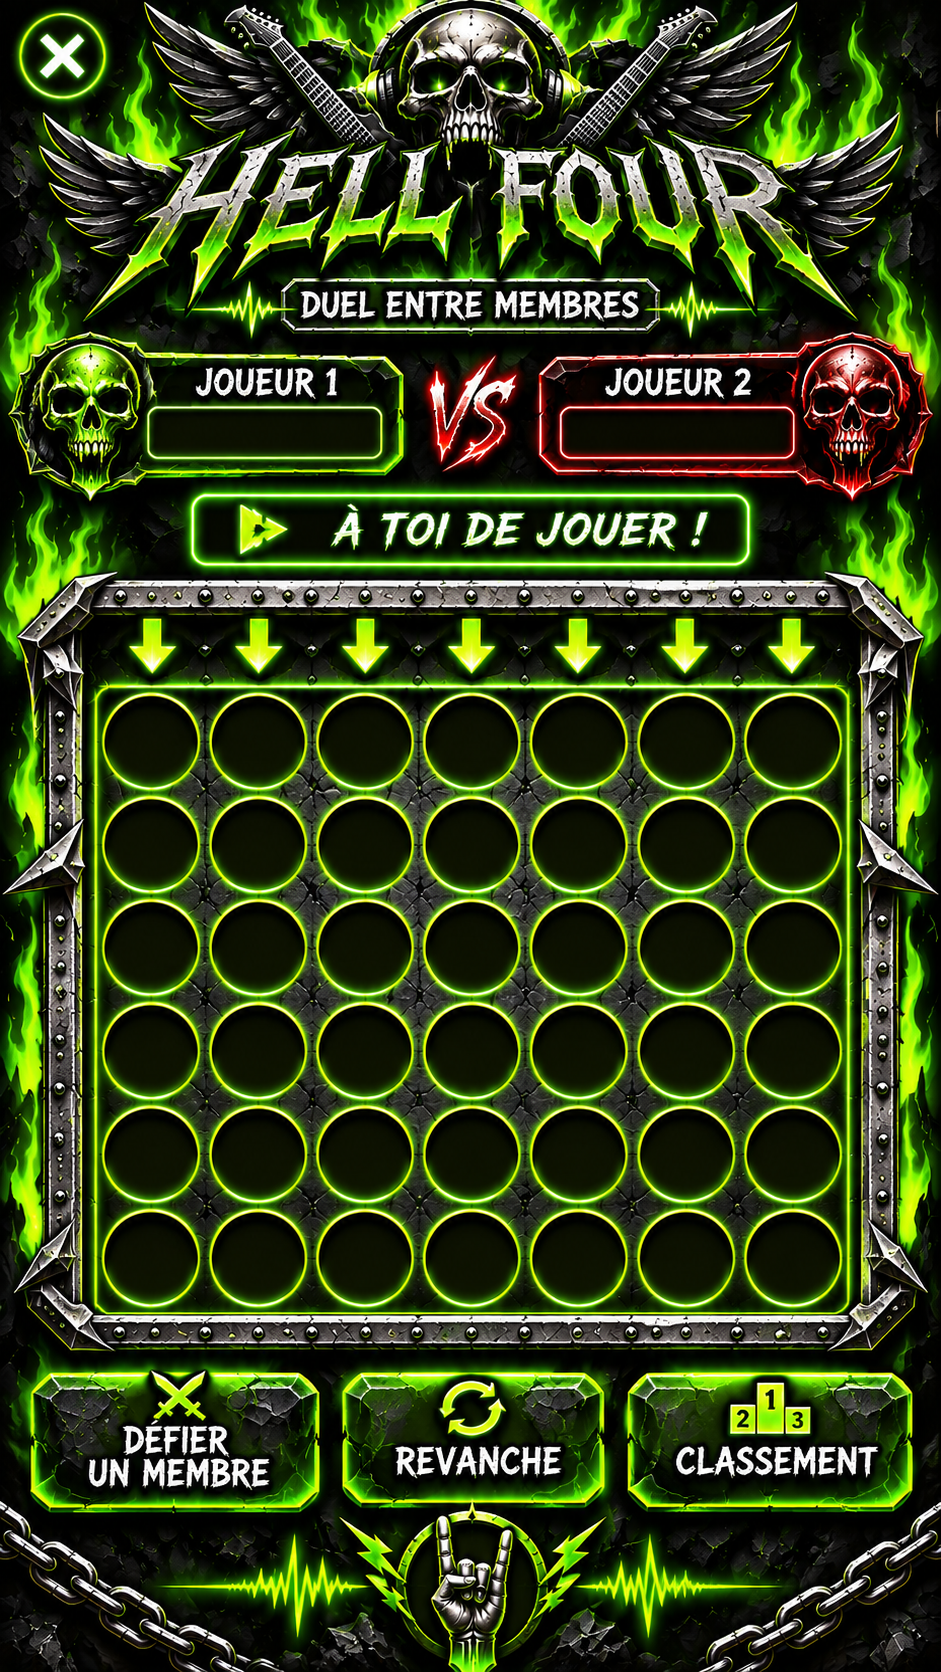 HELL FOUR
DUEL ENTRE MEMBRES
JOUEUR 1
VS
JOUEUR 2
À TOI DE JOUER !
DÉFIER
UN MEMBRE
REVANCHE
2 1 3
CLASSEMENT